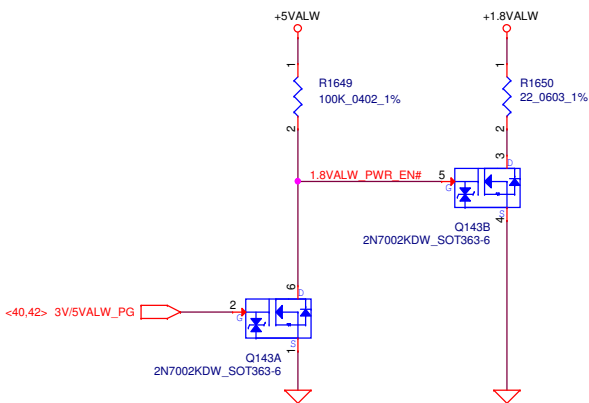 +5VALW
+1.8VALW
1
R1649
100K_0402_1%
2
1
R1650
22_0603_1%
2
3
D
1.8VALW_PWR_EN#
5
G
S
4
Q143B
2N7002KDW_SOT363-6
6
D
<40,42>
3V/5VALW_PG
2
G
S
1
Q143A
2N7002KDW_SOT363-6